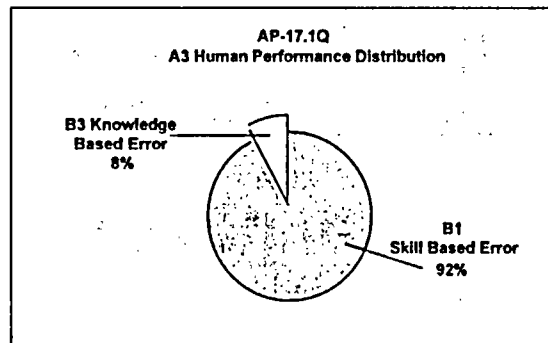 AP-17.1Q
A3 Human Performance Distribution
B3 Knowledge
Based Error
8%
B1
Skill Based Error
92%